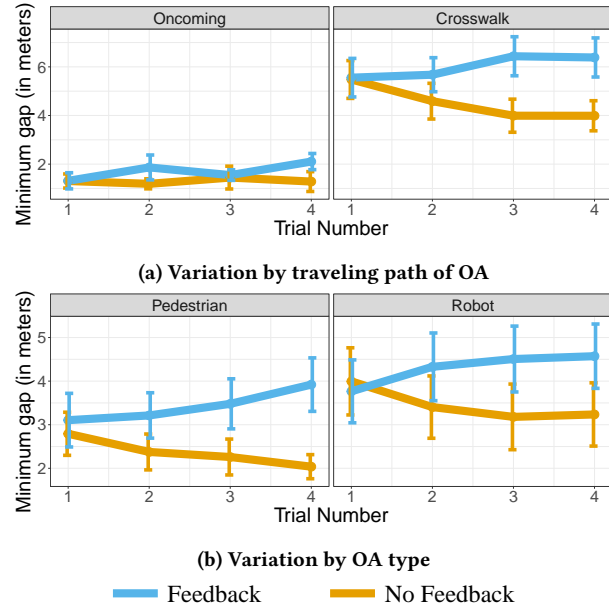 Oncoming Crosswalk
Minimum gap (in meters)
6
4
2
1 2 3 4 1 2 3 4
Trial Number
(a) Variation by traveling path of OA
Pedestrian Robot
Minimum gap (in meters)
5
4
3
2
1 2 3 4 1 2 3 4
Trial Number
(b) Variation by OA type
Feedback No Feedback